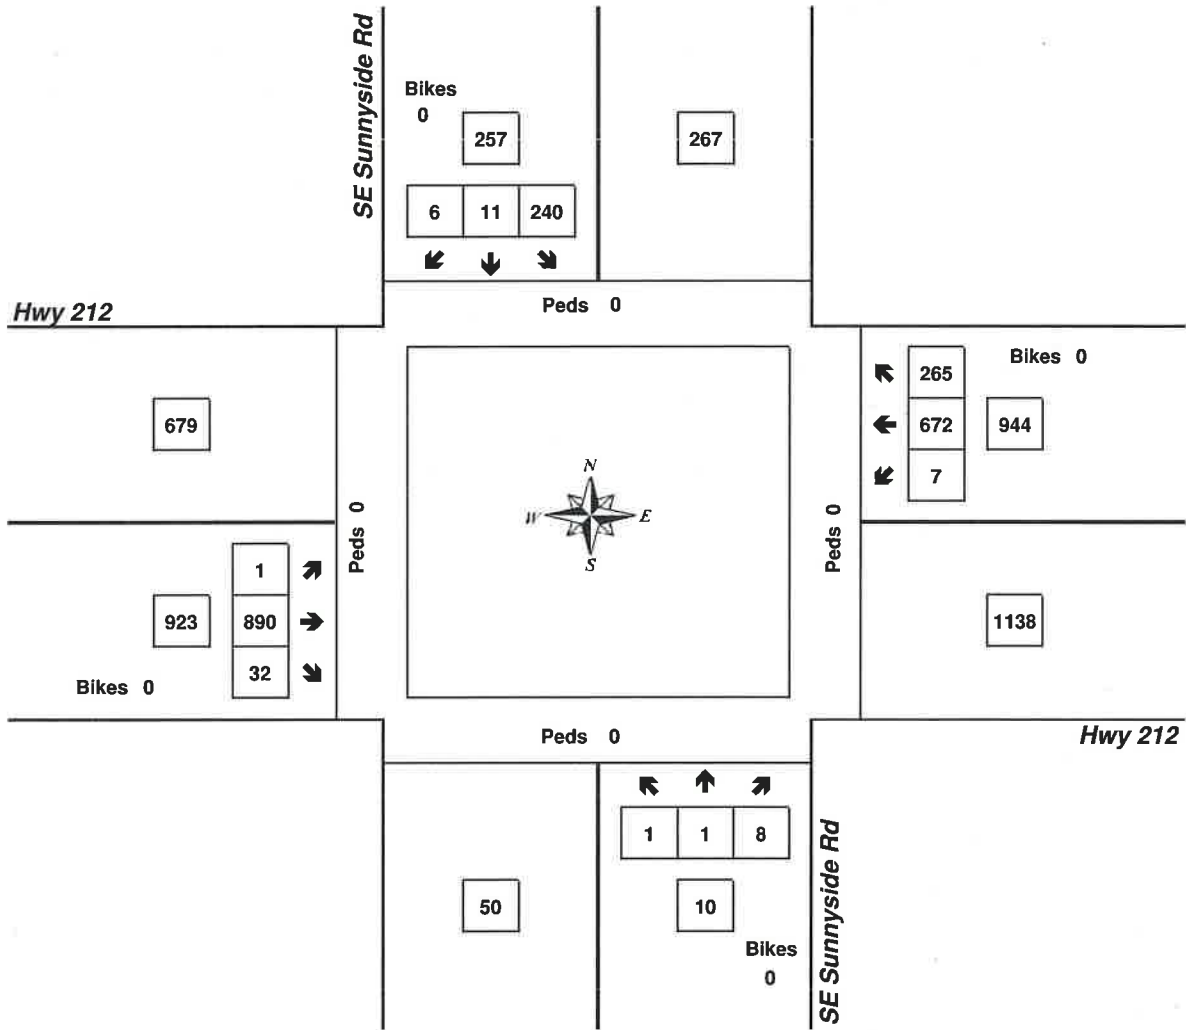 SE Sunnyside Rd
Bikes
0
257
267
6 11 240
Peds 0
Hwy 212
265
Bikes 0
679
672
944
7
N
W E
S
Peds 0
Peds 0
1
923
890
1138
32
Bikes 0
Peds 0
Hwy 212
1 1 8
50
10
Bikes
0
SE Sunnyside Rd